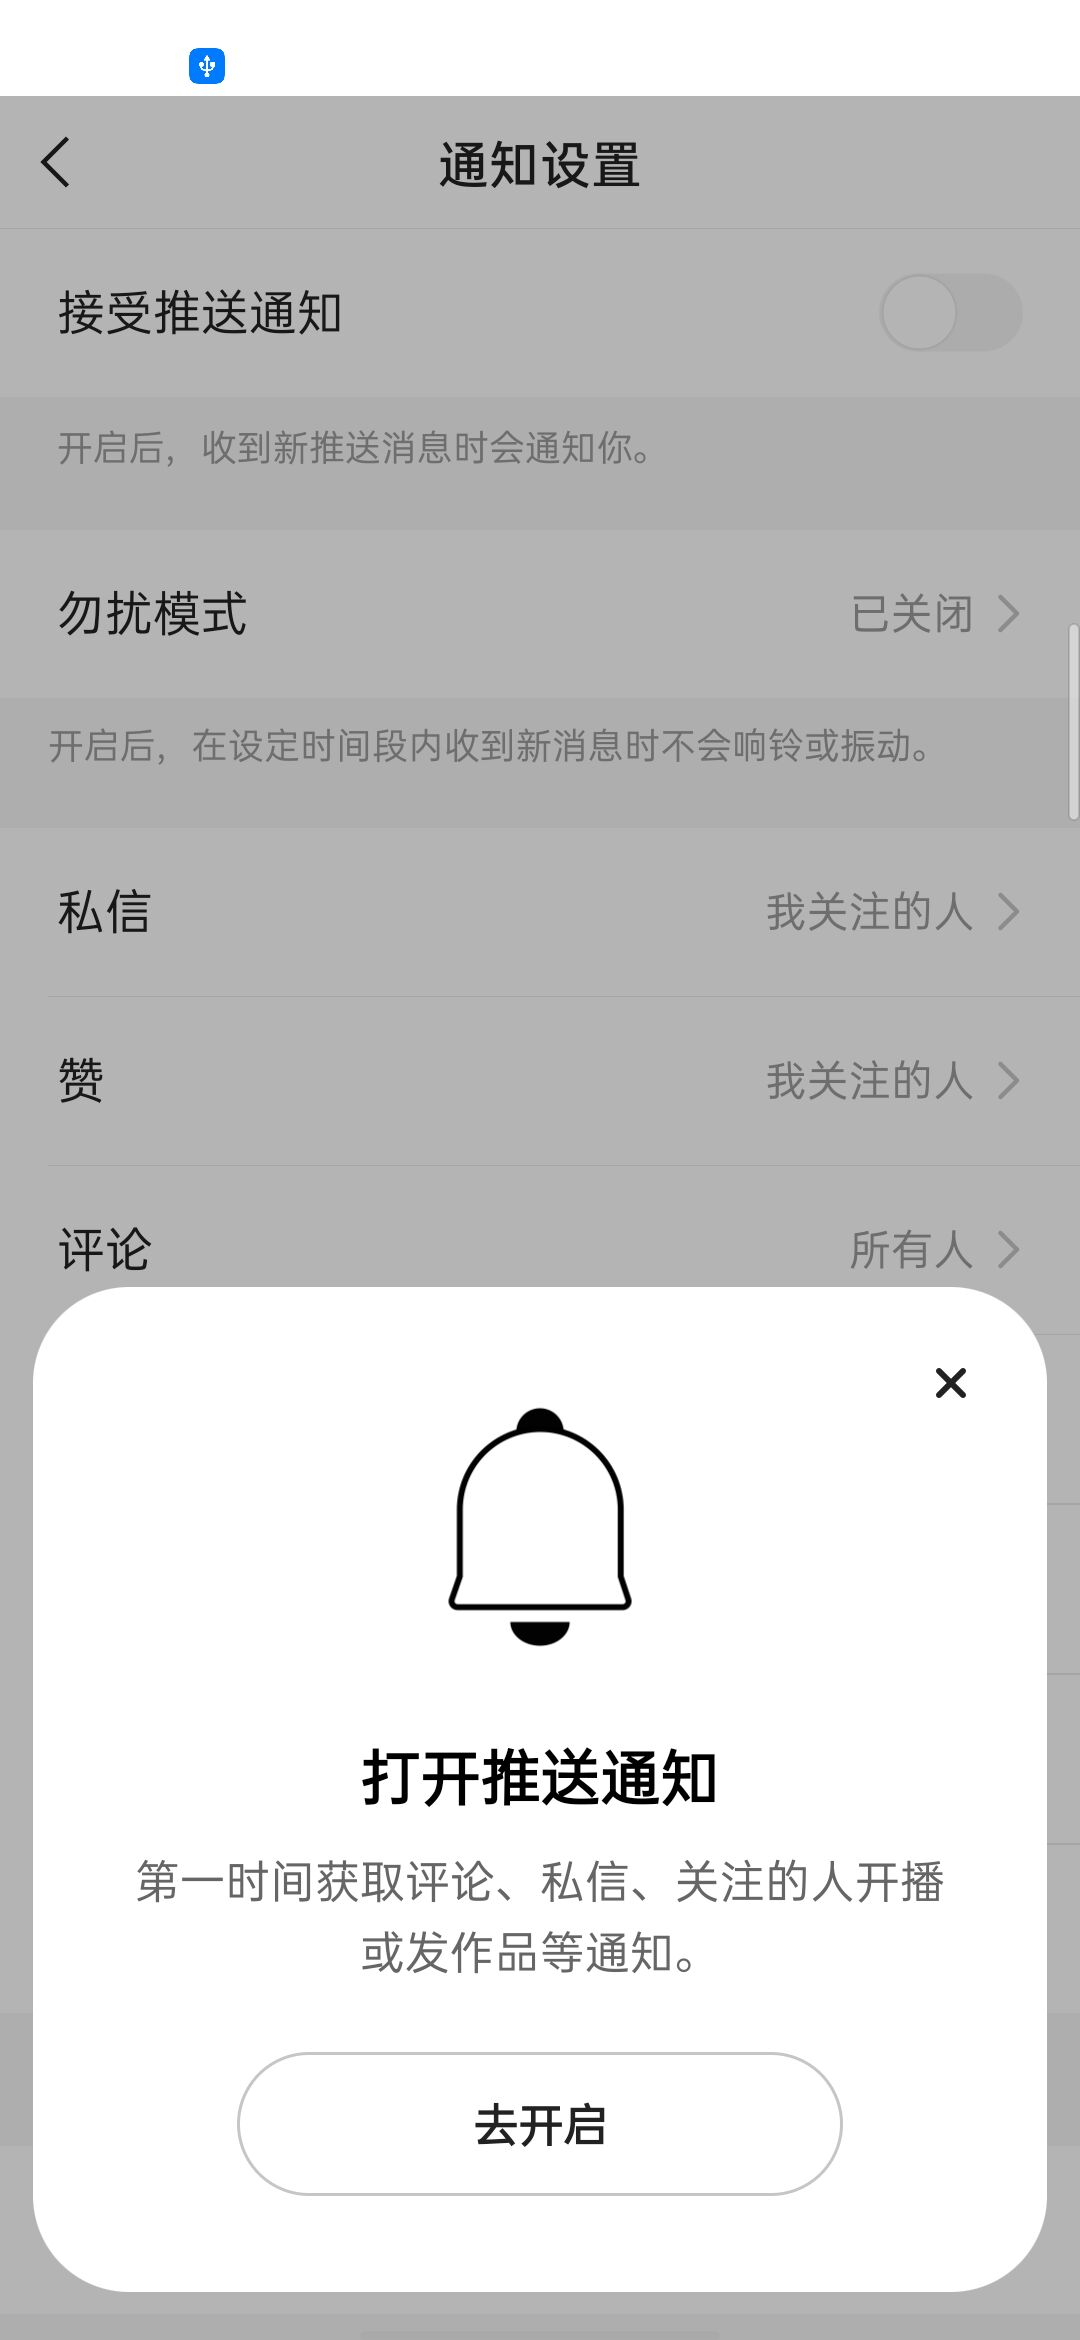 通知设置
接受推送通知
开启后，收到新推送消息时会通知你。
勿扰模式 已关闭
开启后，在设定时间段内收到新消息时不会响铃或振动。
私信 我关注的人
赞 我关注的人
评论 所有人
打开推送通知
第一时间获取评论、私信、关注的人开播
或发作品等通知。
去开启